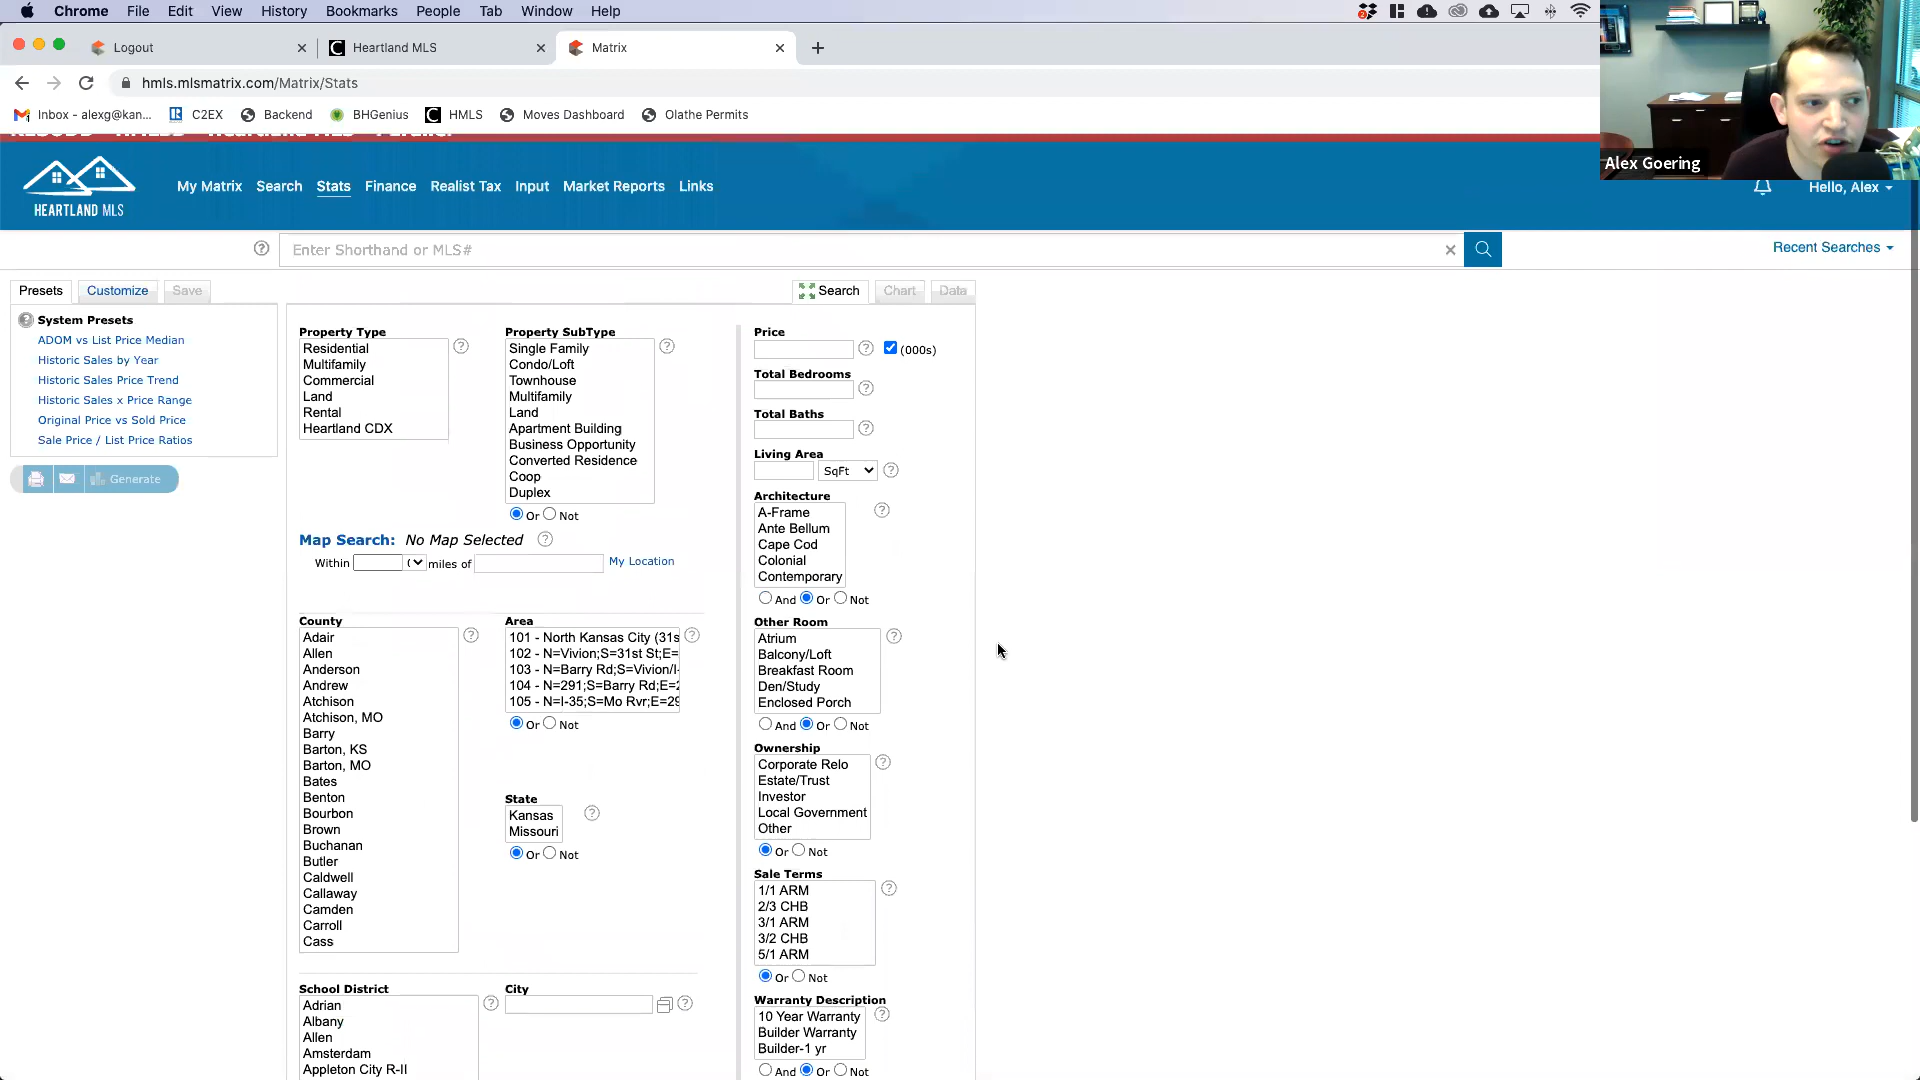 Chrome File Edit View History Bookmarks People Tab Window Help
Logout
Heartland MLS
Matrix
hmls.mlsmatrix.com/Matrix/Stats
Inbox - alexg@kan...
C2EX
Backend
BHGenius
HMLS
Moves Dashboard
Olathe Permits
Alex Goering
HEARTLAND MLS
My Matrix Search Stats Finance Realist Tax Input Market Reports Links
Hello, Alex
Enter Shorthand or MLS#
Recent Searches
Presets Customize Save
Search Chart Data
System Presets
ADOM vs List Price Median
Historic Sales by Year
Historic Sales Price Trend
Historic Sales x Price Range
Original Price vs Sold Price
Sale Price / List Price Ratios
Generate
Property Type
Residential
Multifamily
Commercial
Land
Rental
Heartland CDX
Property SubType
Single Family
Condo/Loft
Townhouse
Multifamily
Land
Apartment Building
Business Opportunity
Converted Residence
Coop
Duplex
Or Not
Map Search: No Map Selected
Within ( miles of My Location
County
Adair
Allen
Anderson
Andrew
Atchison
Atchison, MO
Barry
Barton, KS
Barton, MO
Bates
Benton
Bourbon
Brown
Buchanan
Butler
Caldwell
Callaway
Camden
Carroll
Cass
Area
101 - North Kansas City (31s
102 - N=Vivion;S=31st St;E=
103 - N=Barry Rd;S=Vivion/I-
104 - N=291;S=Barry Rd;E=2
105 - N=I-35;S=Mo Rvr;E=29
Or Not
State
Kansas
Missouri
Or Not
School District
Adrian
Albany
Allen
Amsterdam
Appleton City R-II
City
Price
(000s)
Total Bedrooms
Total Baths
Living Area
SqFt
Architecture
A-Frame
Ante Bellum
Cape Cod
Colonial
Contemporary
And Or Not
Other Room
Atrium
Balcony/Loft
Breakfast Room
Den/Study
Enclosed Porch
And Or Not
Ownership
Corporate Relo
Estate/Trust
Investor
Local Government
Other
Or Not
Sale Terms
1/1 ARM
2/3 CHB
3/1 ARM
3/2 CHB
5/1 ARM
Or Not
Warranty Description
10 Year Warranty
Builder Warranty
Builder-1 yr
And Or Not